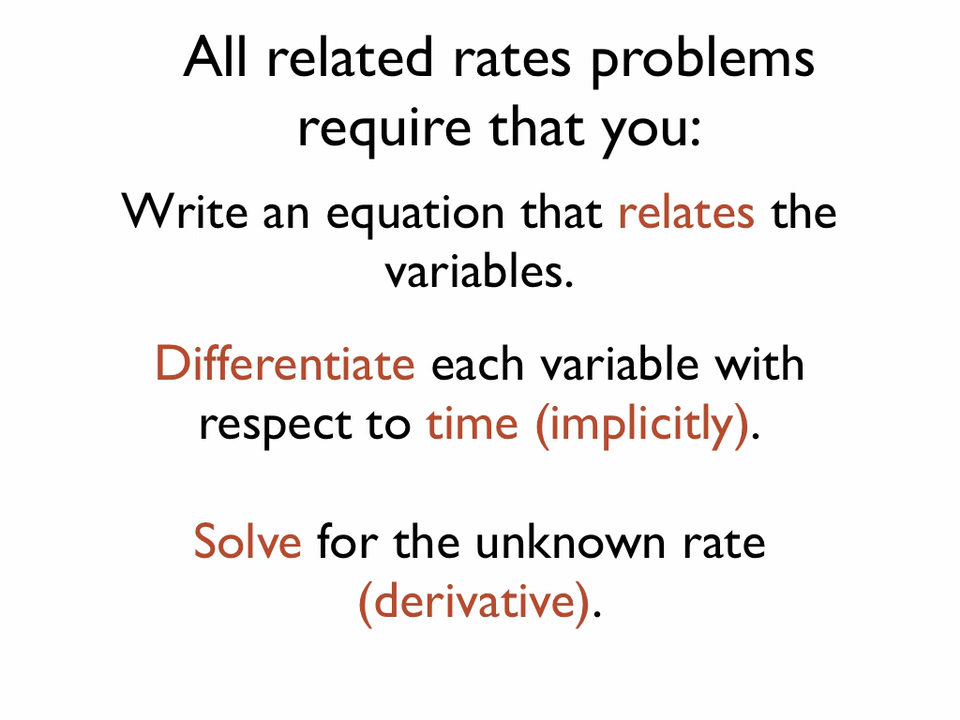 All related rates problems
require that you:
Write an equation that relates the
variables.
Differentiate each variable with
respect to time (implicitly).
Solve for the unknown rate
(derivative).